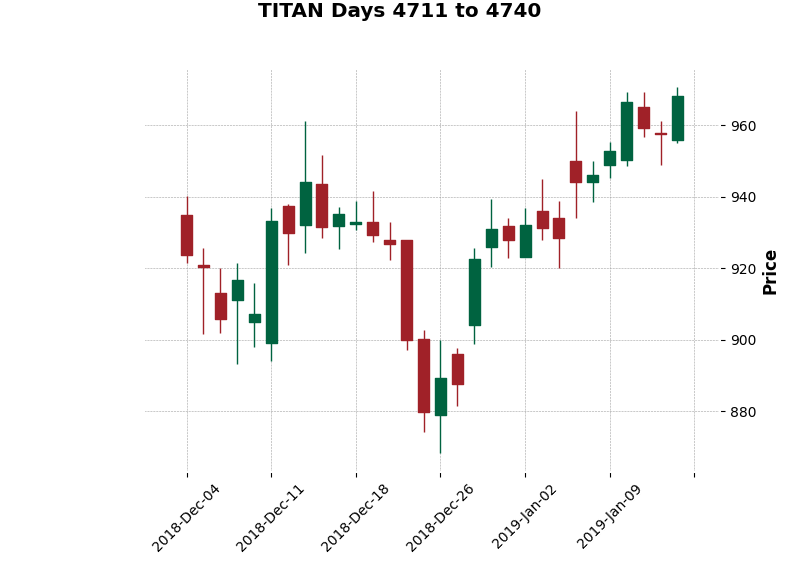 TITAN Days 4711 to 4740
960
940
920
900
880
Price
2018-Dec-04
2018-Dec-11
2018-Dec-18
2018-Dec-26
2019-Jan-02
2019-Jan-09